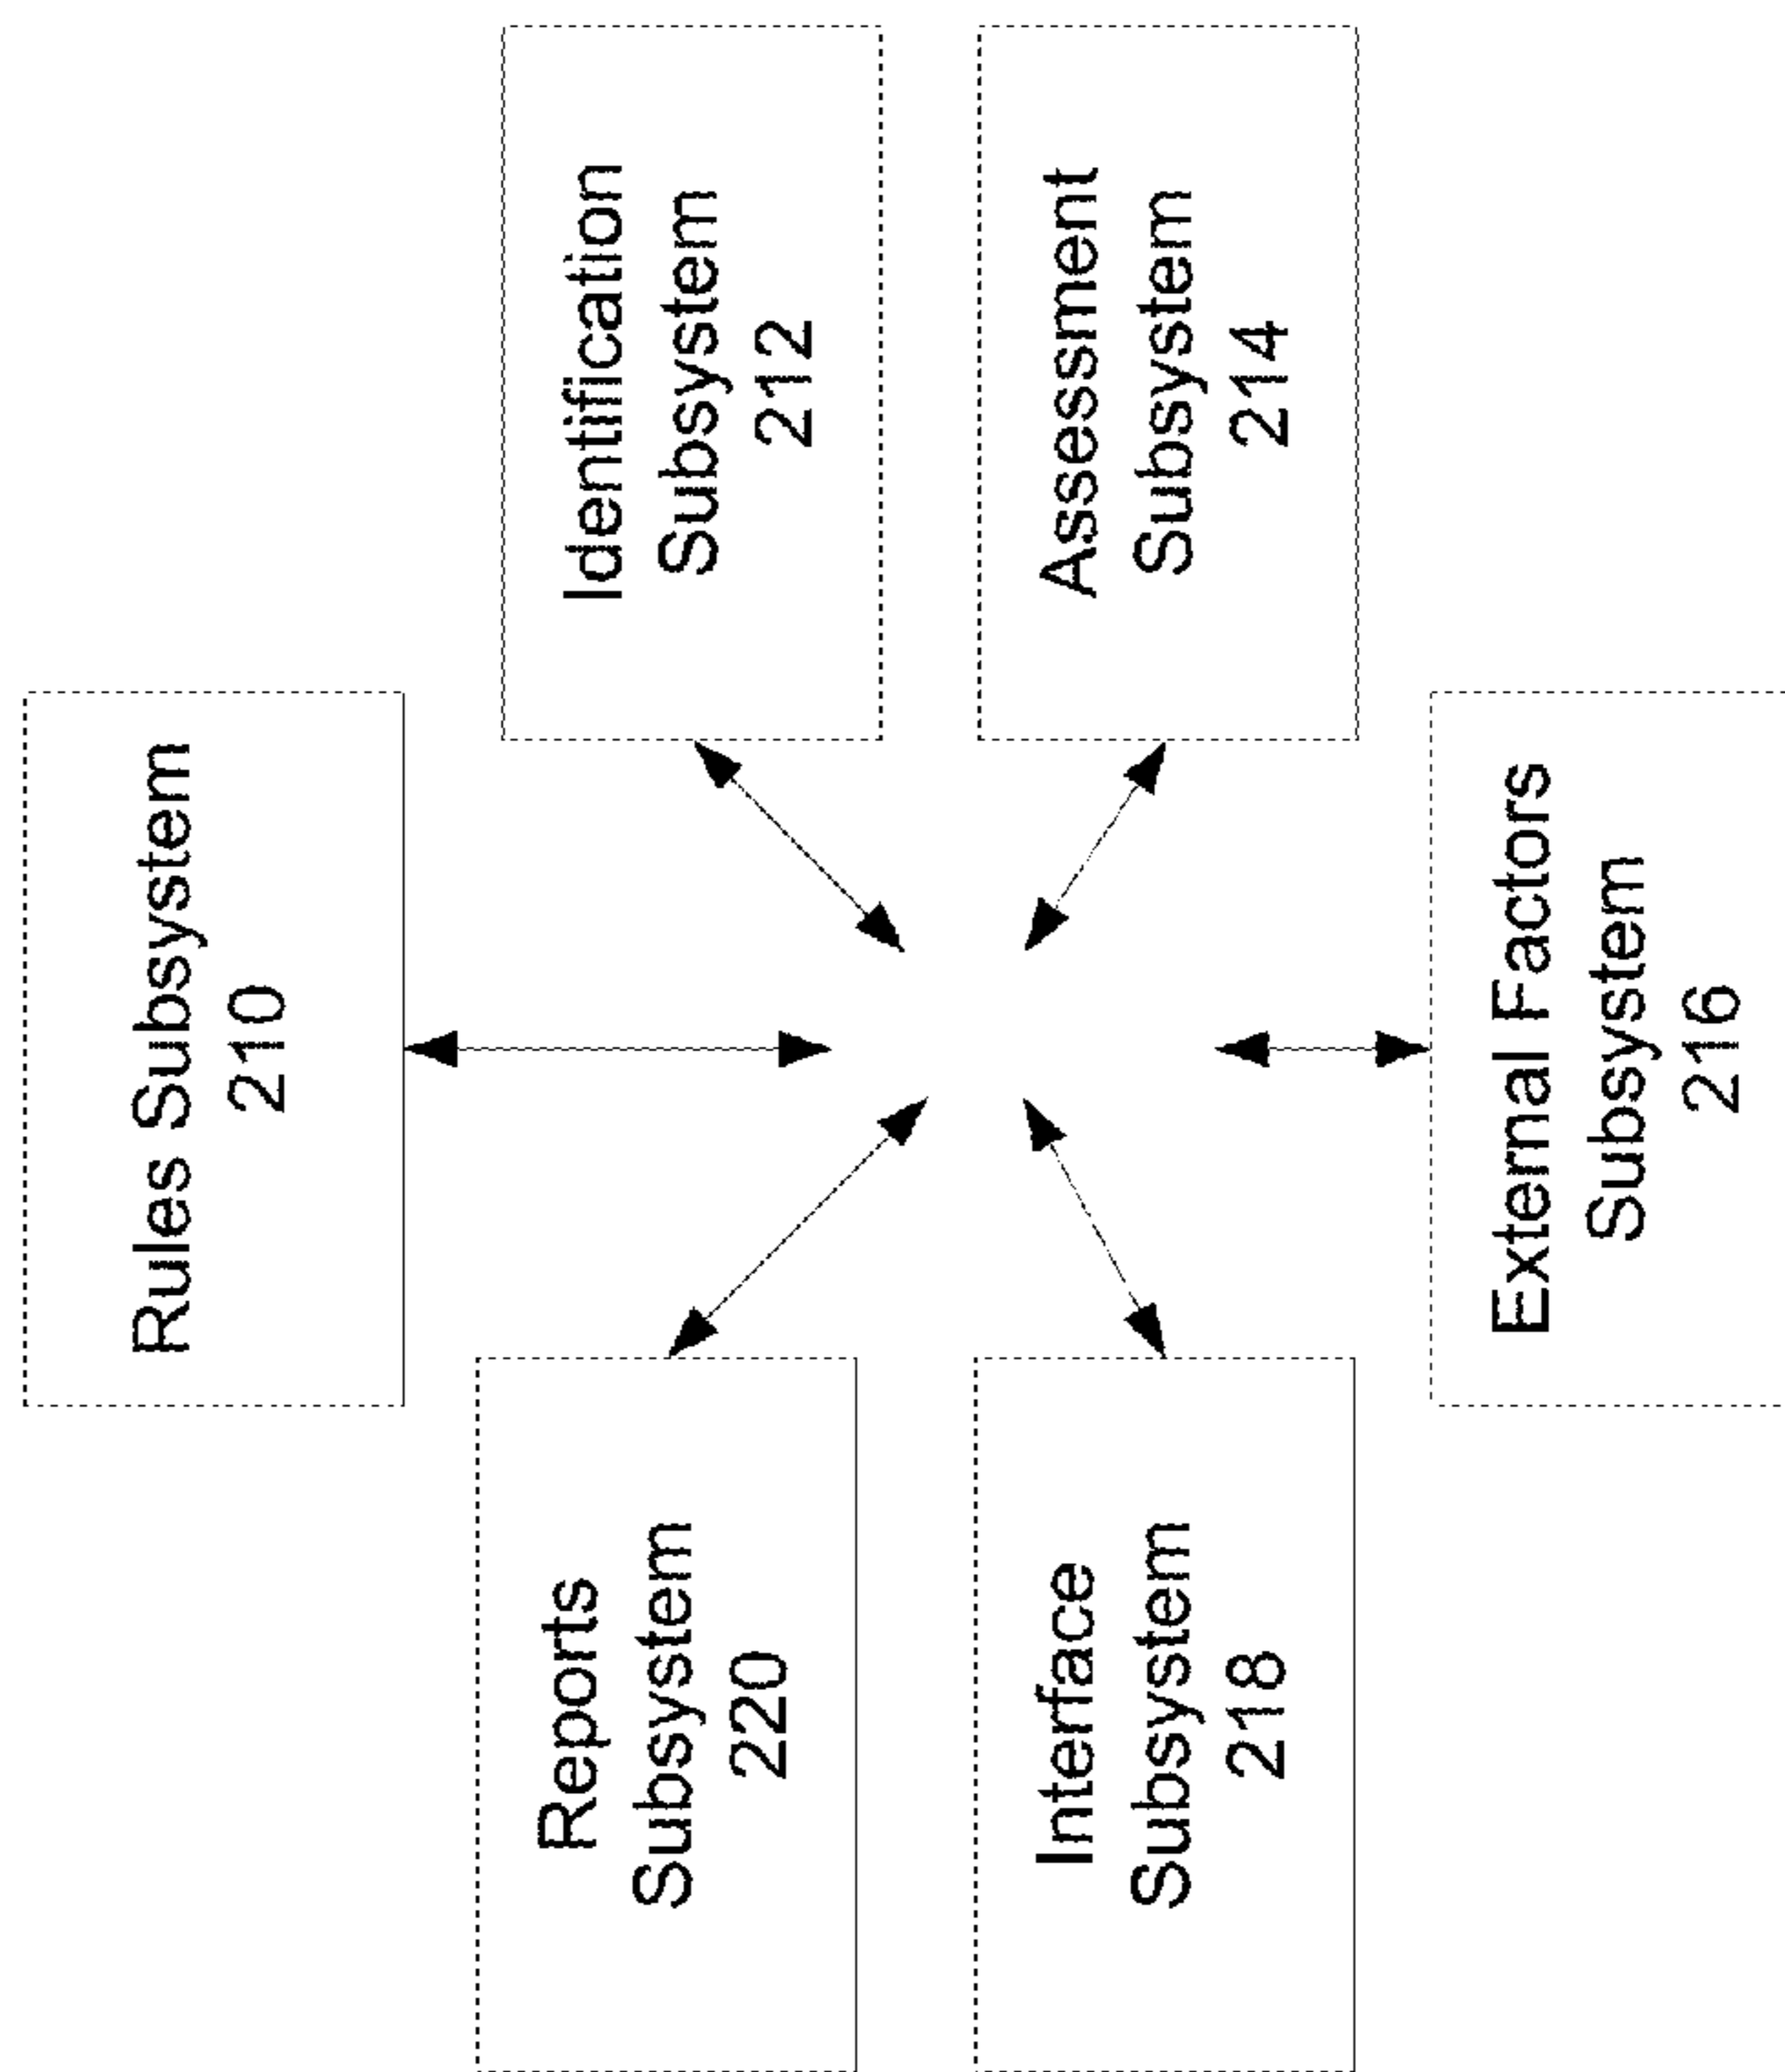 Rules Subsystem
210
Identification
Subsystem
212
Assessment
Subsystem
214
External Factors
Subsystem
216
Interface
Subsystem
218
Reports
Subsystem
220